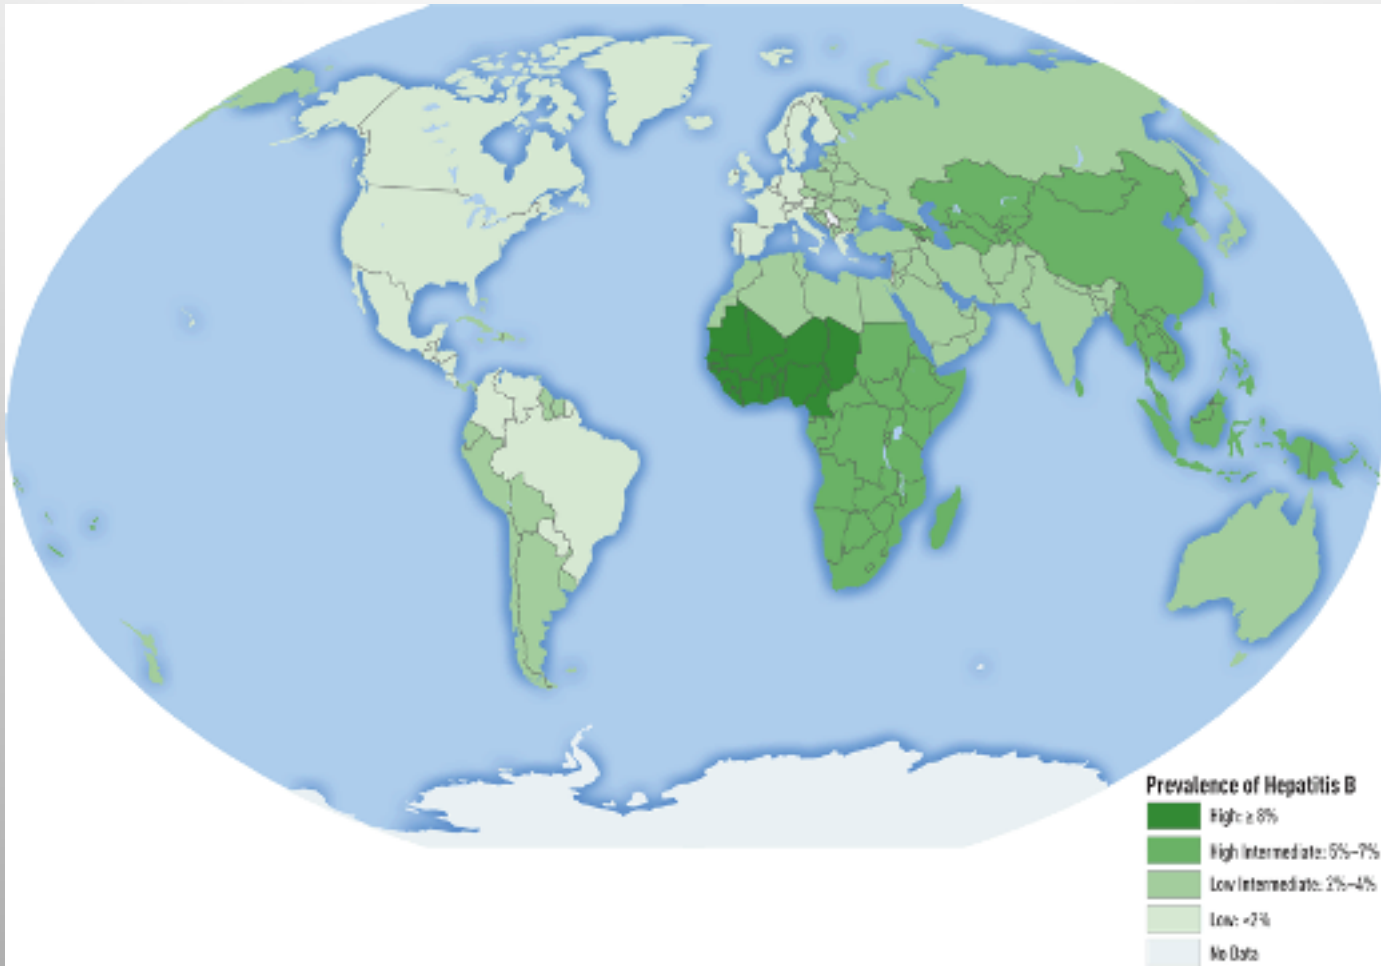 Prevalence of Hepatitis B
High: ≥ 8%
High Intermediate: 5%–7%
Low Intermediate: 2%–4%
Low: <2%
No Data